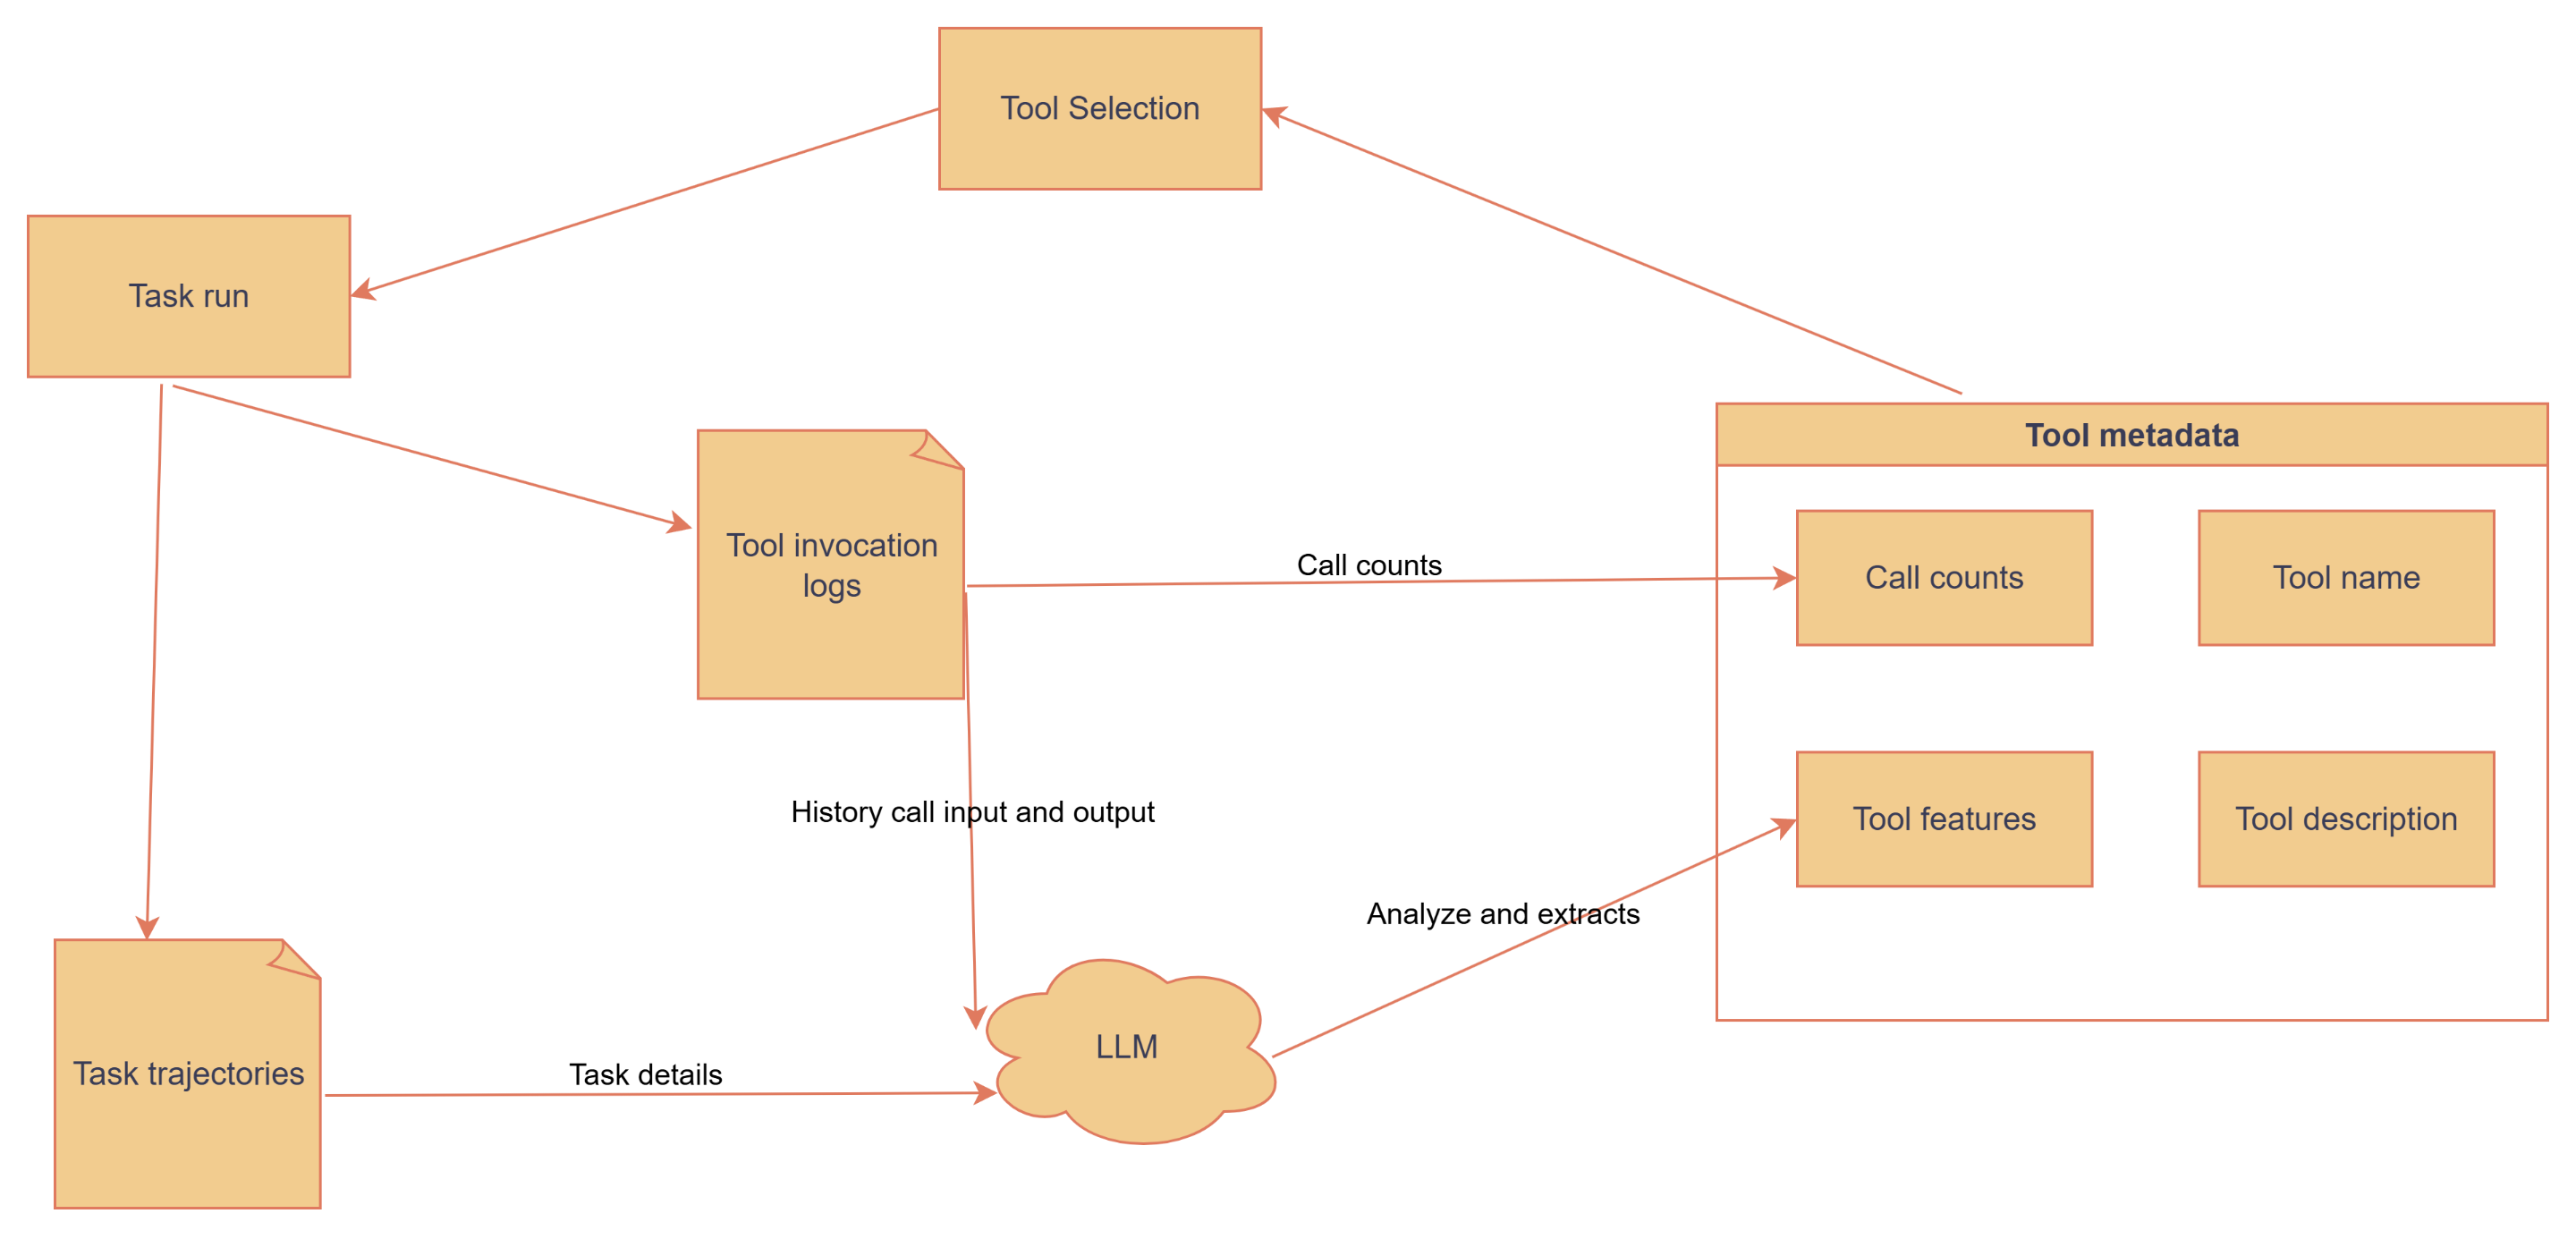 Tool Selection
Task run
Tool metadata
Tool invocation
logs
Call counts
Call counts
Tool name
History call input and output
Tool features
Tool description
Analyze and extracts
LLM
Task trajectories
Task details